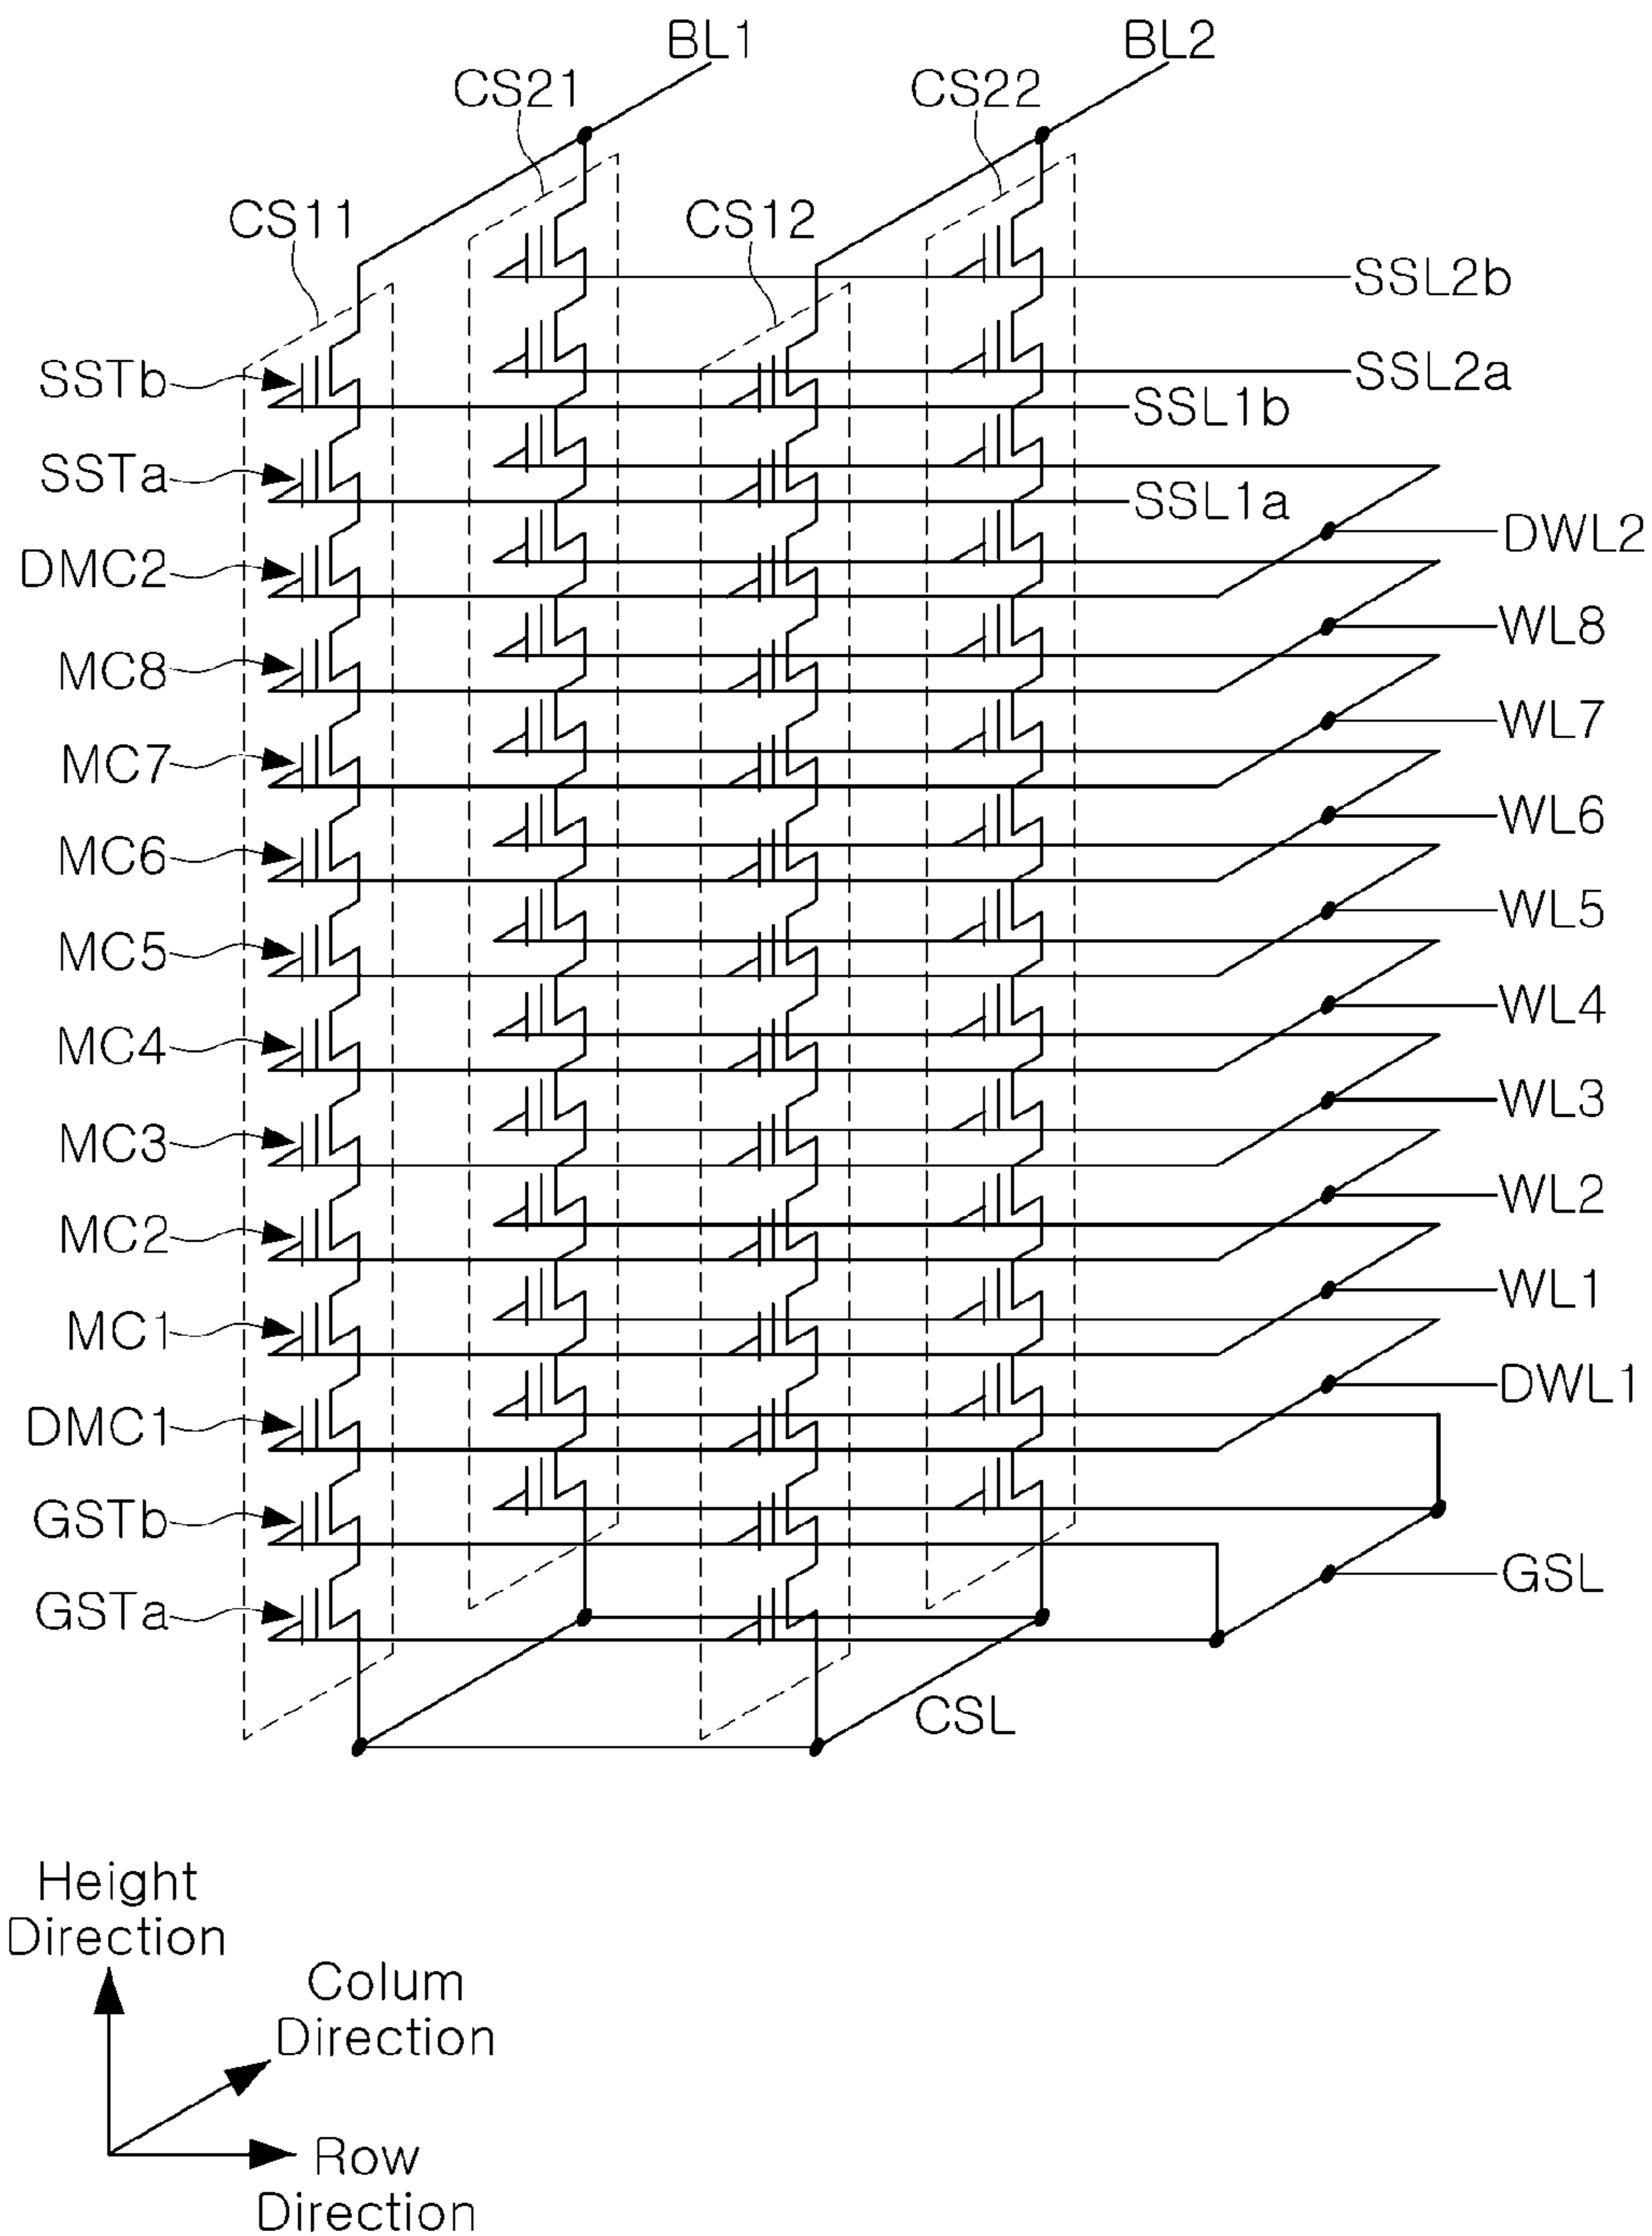 BL1
BL2
CS21
CS22
CS11
CS12
SSL2b
SSTb
SSL2a
SSL1b
SSTa
SSL1a
DWL2
DMC2
WL8
MC8
WL7
MC7
WL6
MC6
WL5
MC5
WL4
MC4
WL3
MC3
WL2
MC2
WL1
MC1
DWL1
DMC1
GSTb
GSL
GSTa
CSL
Height
Direction
Colum
Direction
Row
Direction